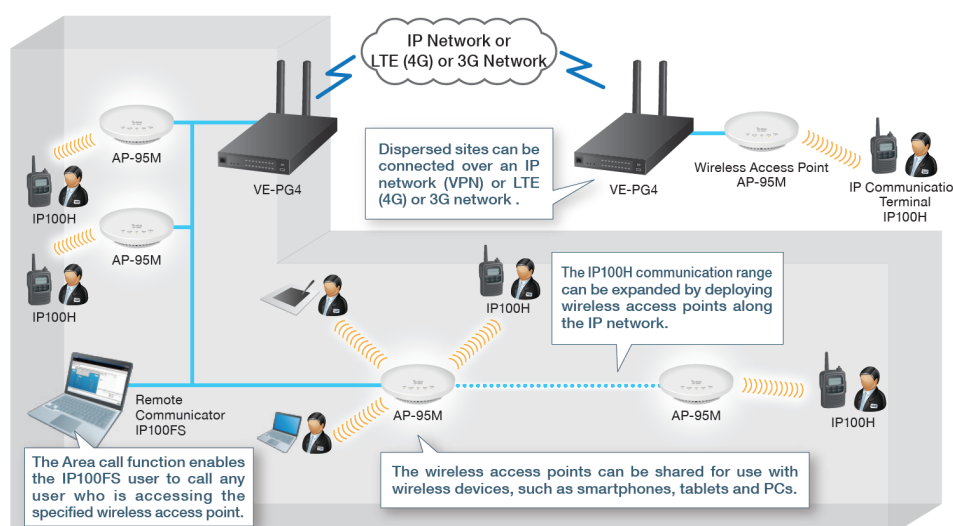 IP Network or
LTE (4G) or 3G Network
AP-95M
VE-PG4
Dispersed sites can be
connected over an IP
network (VPN) or LTE
(4G) or 3G network .
VE-PG4
Wireless Access Point
AP-95M
IP Communicatio
Terminal
IP100H
IP100H
AP-95M
IP100H
IP100H
The IP100H communication range
can be expanded by deploying
wireless access points along
the IP network.
Remote
Communicator
IP100FS
AP-95M
AP-95M
IP100H
The Area call function enables
the IP100FS user to call any
user who is accessing the
specified wireless access point.
The wireless access points can be shared for use with
wireless devices, such as smartphones, tablets and PCs.